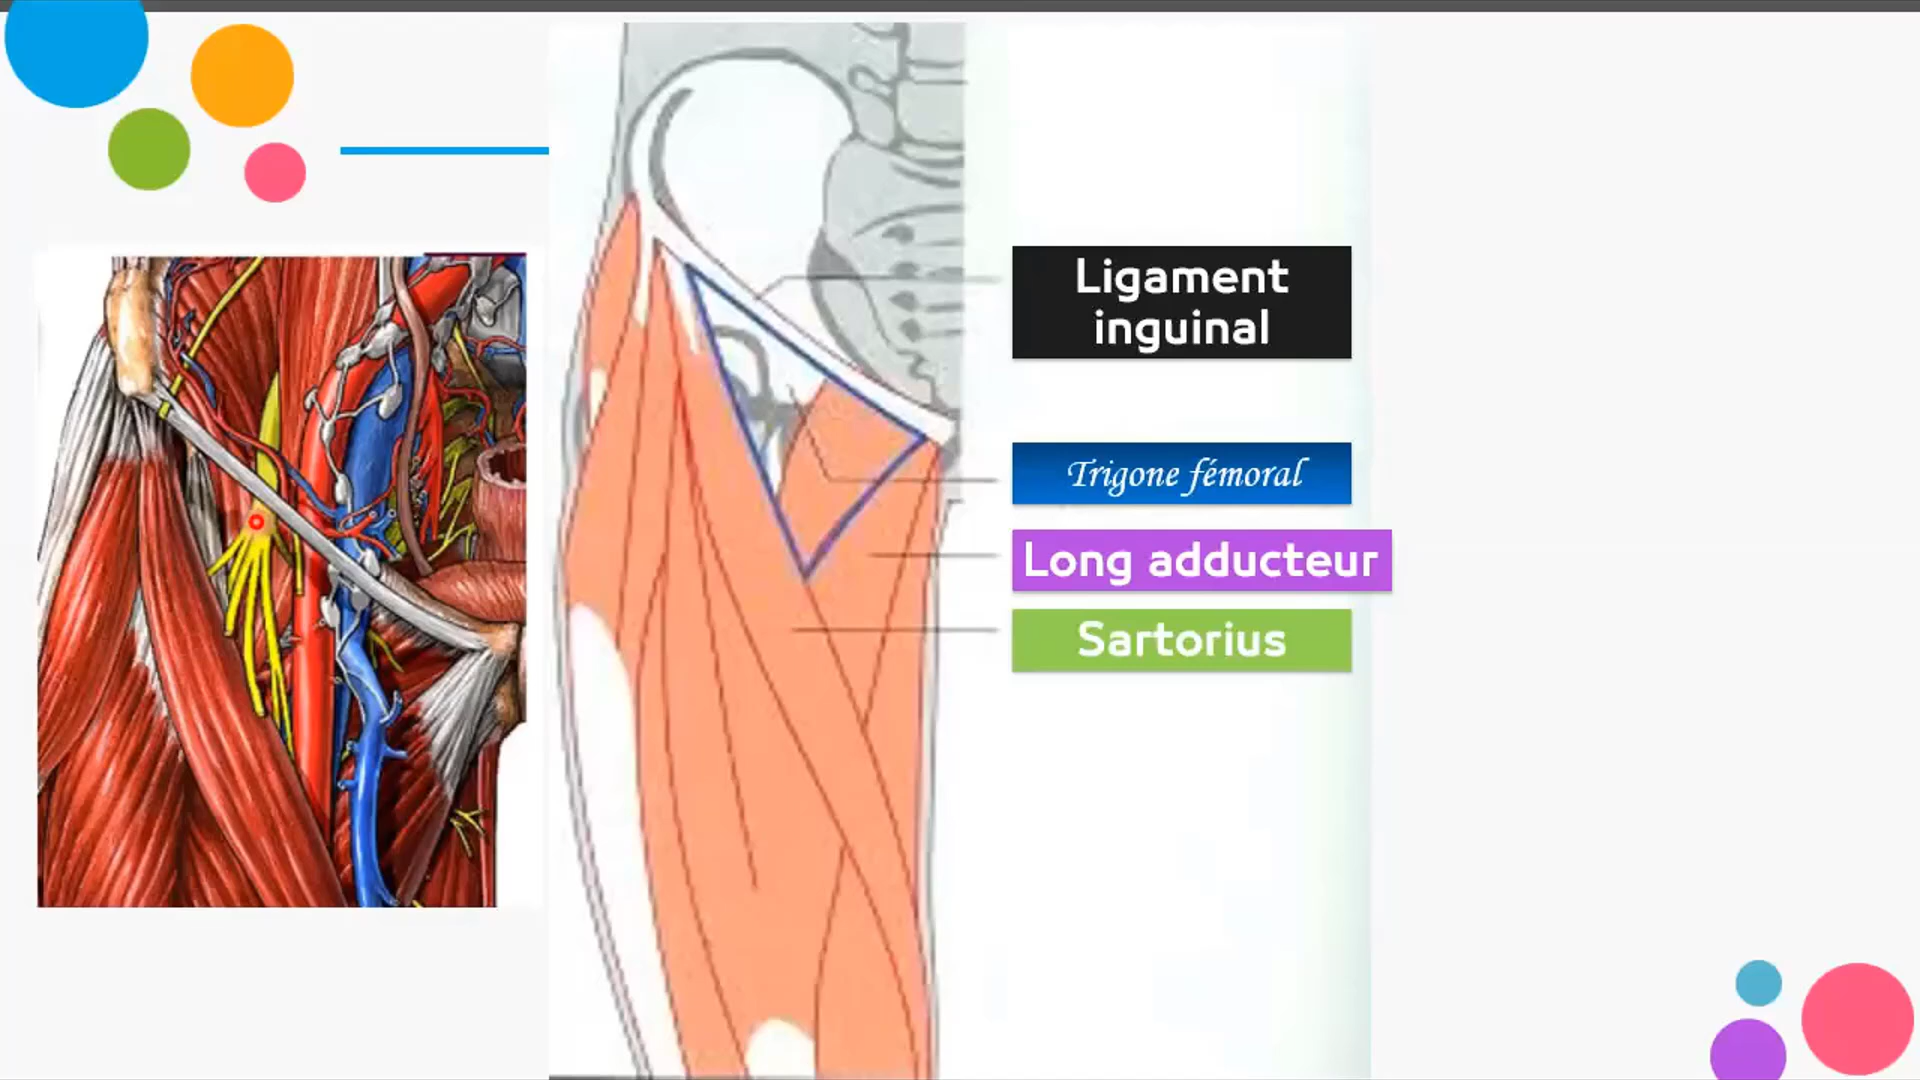 Ligament
inguinal
Trigone fémoral
Long adducteur
Sartorius